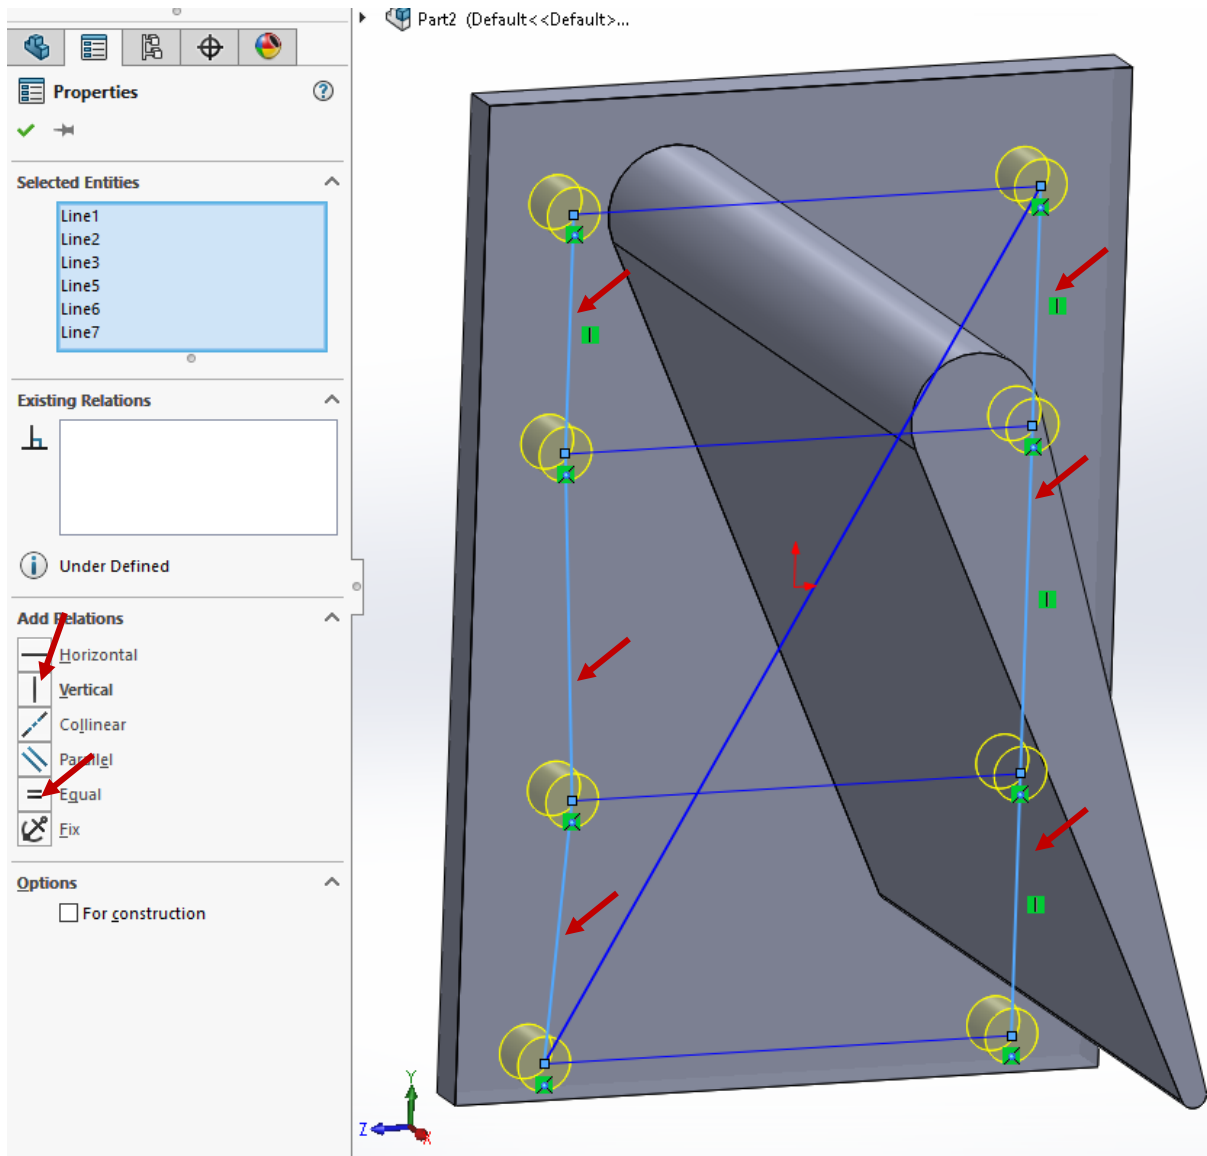 Part2 (Default<<Default>...
Properties
Selected Entities
Line1
Line2
Line3
Line5
Line6
Line7
Existing Relations
Under Defined
Add Relations
Horizontal
Vertical
Collinear
Parallel
Equal
Fix
Options
For construction
Y
Z
X